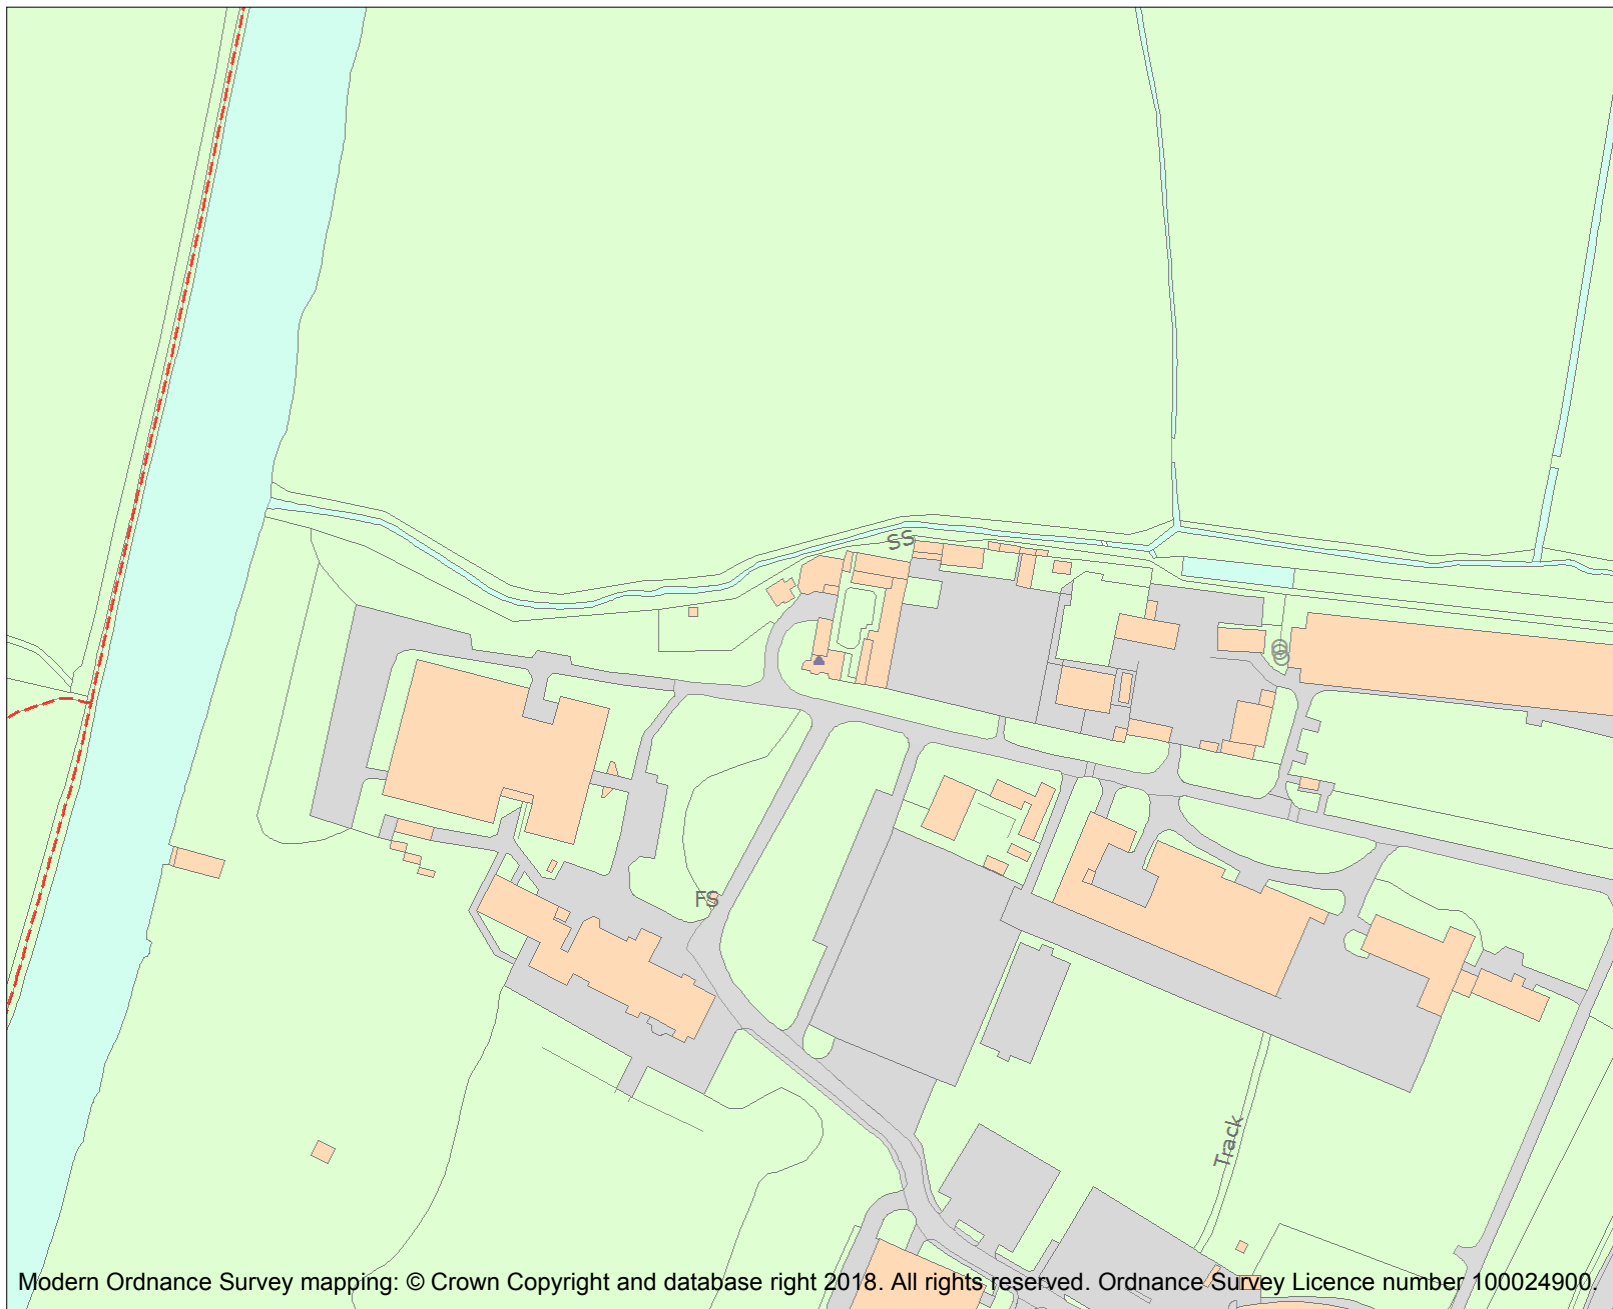 SS
FS
Track
Modern Ordnance Survey mapping: © Crown Copyright and database right 2018. All rights reserved. Ordnance Survey Licence number 100024900.